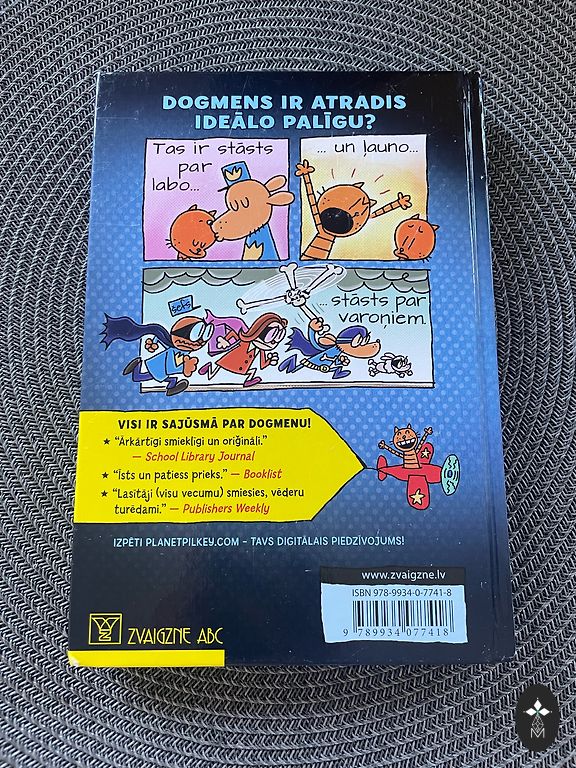 DOGMENS IR ATRADIS
IDEĀLO PALĪGU?
Tas ir stāsts
par
labo...
... un ļauno...
šefs
... stāsts par
varoņiem.
VISI IR SAJŪSMĀ PAR DOGMENU!
★ “Ārkārtīgi smieklīgi un oriģināli.”
— School Library Journal
★ “Īsts un patiess prieks.” — Booklist
★ “Lasītāji (visu vecumu) smiesies, vēderu
turēdami.” — Publishers Weekly
IZPĒTI PLANETPILKEY.COM – TAVS DIGITĀLAIS PIEDZĪVOJUMS!
www.zvaigzne.lv
ISBN 978-9934-0-7741-8
9 789934 077418
ZVAIGZNE ABC
M